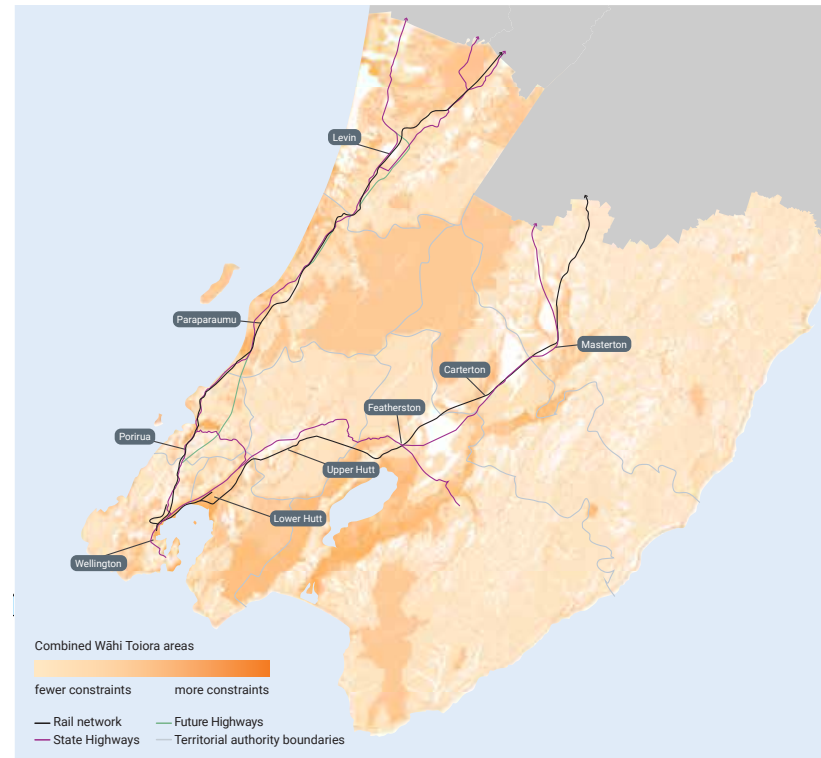 Levin
Paraparaumu
Masterton
Carterton
Featherston
Porirua
Upper Hutt
Lower Hutt
Wellington
Combined Wāhi Toiora areas
fewer constraints more constraints
Rail network Future Highways
State Highways Territorial authority boundaries